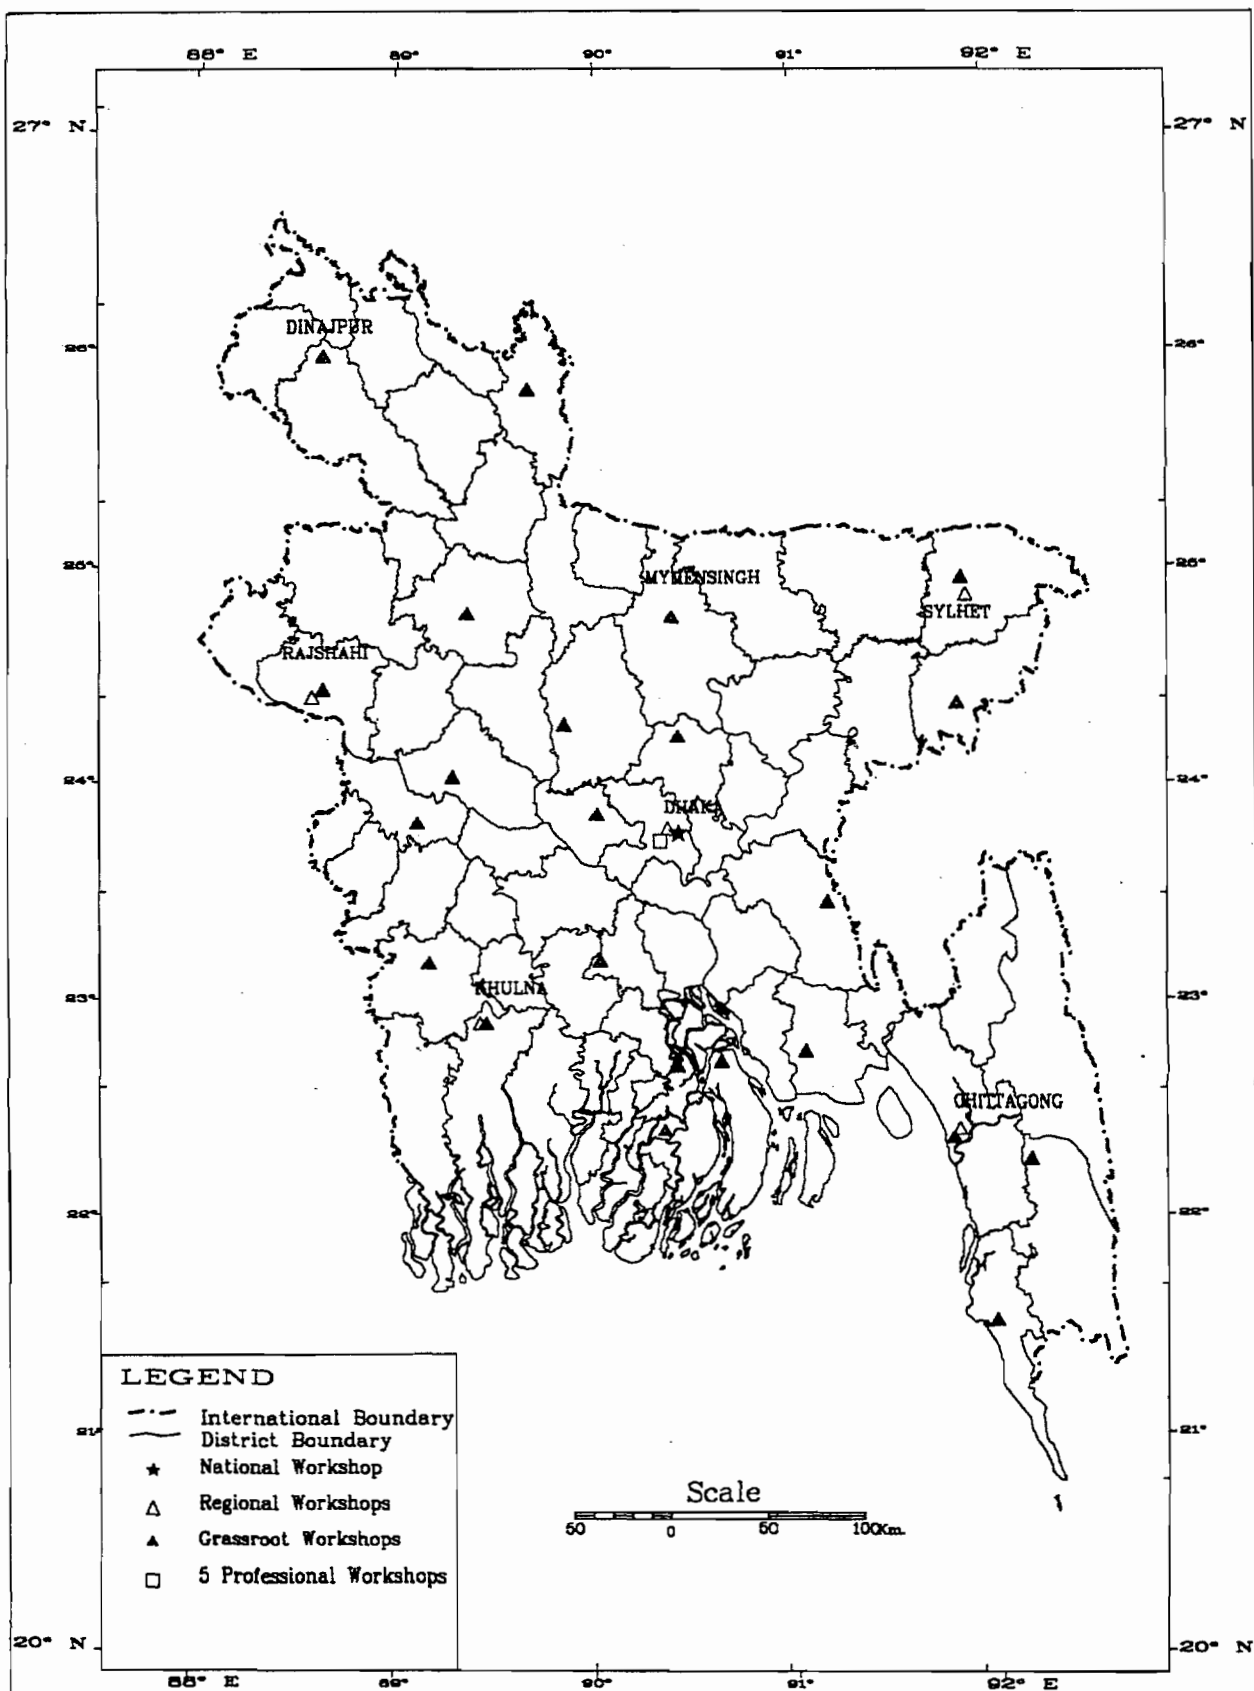 88° E 89° 90° 91° 92° E
27° N 27° N
DINAJPUR
26° 26°
25° 25°
MYMENSINGH
SYLHET
RAJSHAHI
24° 24°
DHAKA
23° 23°
KHULNA
CHITTAGONG
22° 22°
LEGEND
International Boundary
District Boundary
National Workshop
Regional Workshops
Grassroot Workshops
5 Professional Workshops
21° 21°
Scale
50 0 50 100Km.
20° N 20° N
88° E 89° 90° 91° 92° E